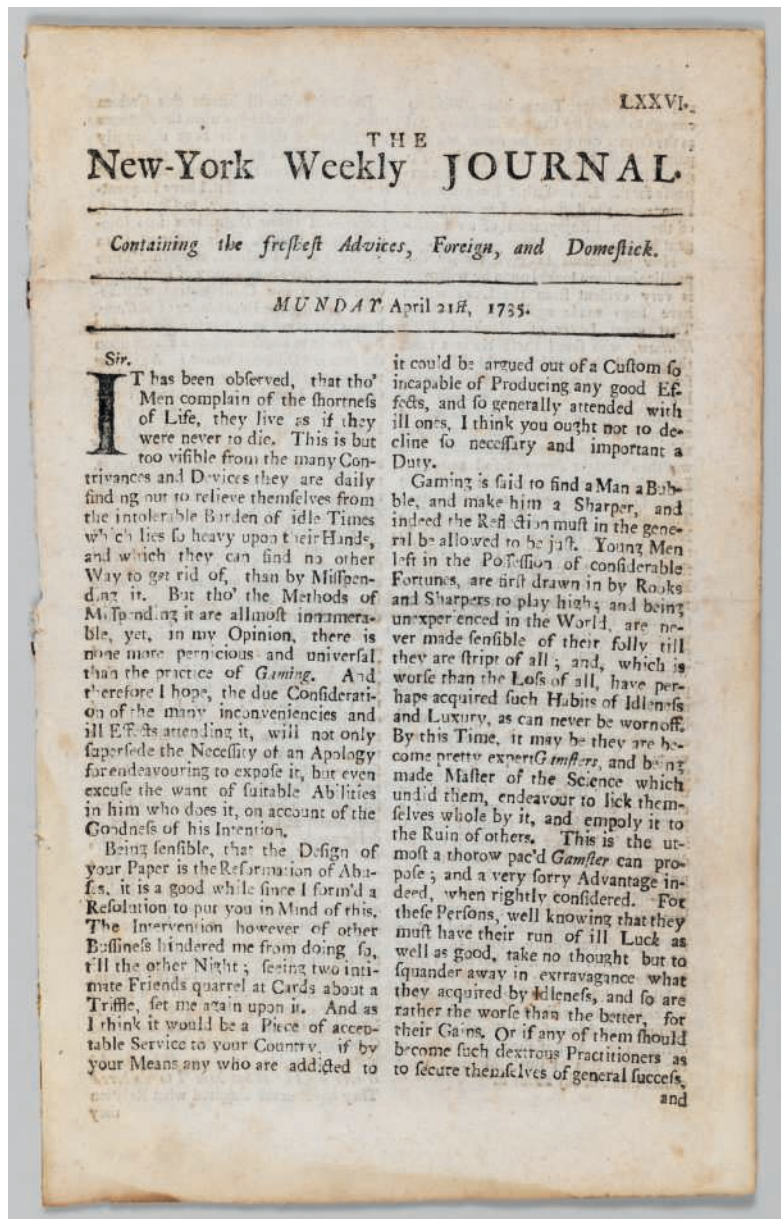 LXXVI.
THE
New-York Weekly JOURNAL.
Containing the freſheſt Advices, Foreign, and Domeſtick.
MUNDAY April 21ſt, 1735.
Sir.
IT has been obſerved, that tho'
Men complain of the ſhortneſs
of Life, they live as if they
were never to die. This is but
too viſible from the many Con-
trivances and Devices they are daily
find ng out to relieve themſelves from
the intolerable Burden of idle Times
which lies ſo heavy upon their Hands,
and which they can find no other
Way to get rid of, than by Miſſpen-
ding it. But tho' the Methods of
Miſſpending it are allmoſt innumera-
ble, yet, in my Opinion, there is
none more pernicious and univerſal
than the practice of Gaming. And
therefore I hope, the due Conſiderati-
on of the many inconveniencies and
ill Effects attending it, will not only
ſuperſede the Neceſſity of an Apology
for endeavouring to expoſe it, but even
excuſe the want of ſuitable Abilities
in him who does it, on account of the
Goodneſs of his Intention.
Being ſenſible, that the Deſign of
your Paper is the Reformation of Abu-
ſes, it is a good while ſince I form'd a
Reſolution to put you in Mind of this.
The Intervention however of other
Buſſineſs hindered me from doing ſo,
till the other Night; ſeeing two inti-
mate Friends quarrel at Cards about a
Triffle, ſet me again upon it. And as
I think it would be a Piece of accep-
table Service to your Country, if by
your Means any who are addicted to
it could be argued out of a Cuſtom ſo
incapable of Producing any good Ef-
fects, and ſo generally attended with
ill ones, I think you ought not to de-
cline ſo neceſſary and important a
Duty.
Gaming is ſaid to find a Man a Bub-
ble, and make him a Sharper, and
indeed the Reflection muſt in the gene-
ral be allowed to be juſt. Young Men
left in the Poſſeſſion of conſiderable
Fortunes, are firſt drawn in by Rooks
and Sharpers to play high; and being
unexper enced in the World, are ne-
ver made ſenſible of their folly till
they are ſtript of all; and, which is
worſe than the Loſs of all, have per-
haps acquired ſuch Habits of Idleneſs
and Luxury, as can never be wornoff.
By this Time, it may be they are be-
come pretty expert Gamſters, and being
made Maſter of the Science which
undid them, endeavour to lick them-
ſelves whole by it, and empoly it to
the Ruin of others. This is the ut-
moſt a thorow pac'd Gamſter can pro-
poſe; and a very ſorry Advantage in-
deed, when rightly conſidered. For
theſe Perſons, well knowing that they
muſt have their run of ill Luck as
well as good, take no thought but to
ſquander away in extravagance what
they acquired by Idleneſs, and ſo are
rather the worſe than the better, for
their Gains. Or if any of them ſhould
become ſuch dextrous Practitioners as
to ſecure themſelves of general ſucceſs,
and